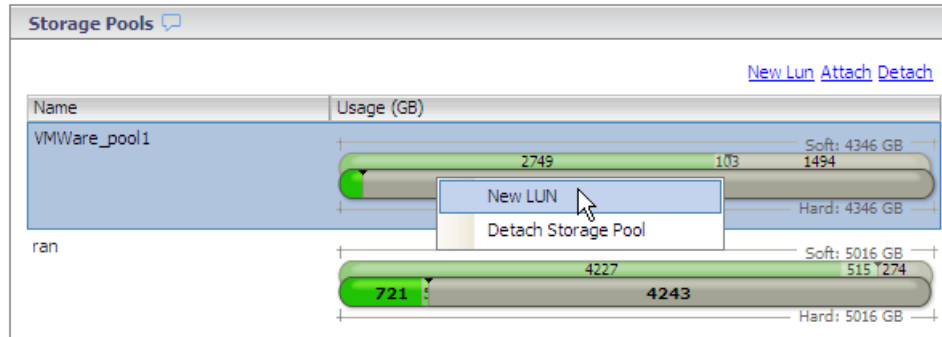 Storage Pools
New Lun Attach Detach
Name Usage (GB)
VMWare_pool1
Soft: 4346 GB
2749 103 1494
New LUN
Hard: 4346 GB
Detach Storage Pool
ran
Soft: 5016 GB
4227 515 274
721 4243
Hard: 5016 GB